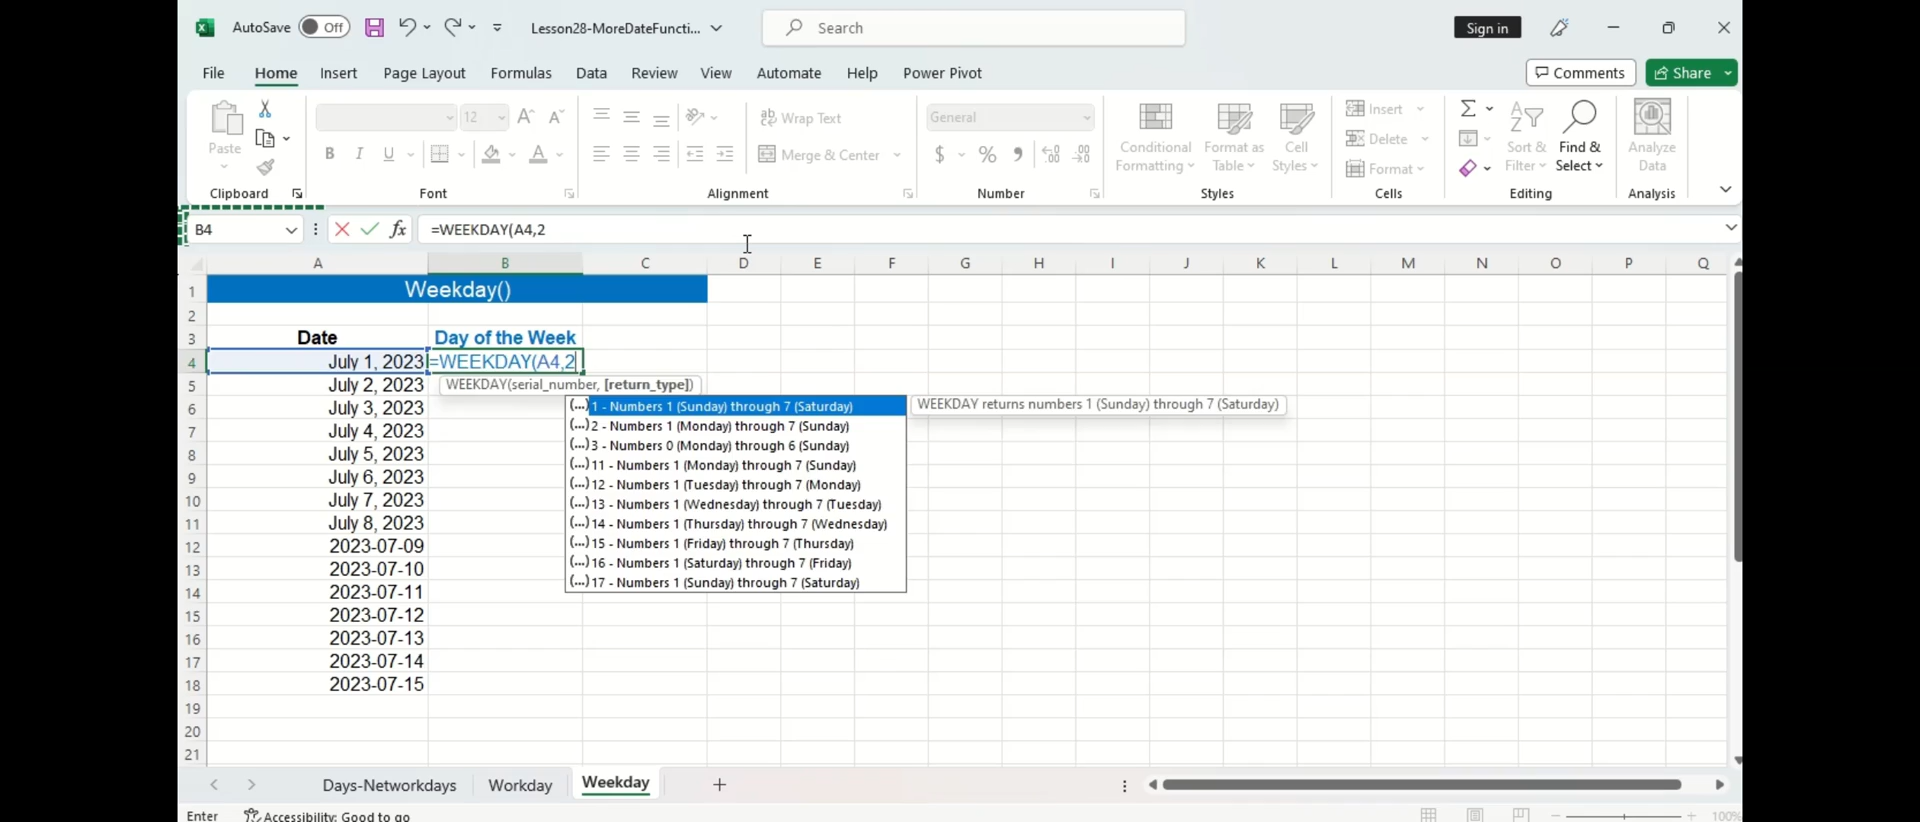 AutoSave Off Lesson28-MoreDateFuncti... Search Sign in
File Home Insert Page Layout Formulas Data Review View Automate Help Power Pivot Comments Share
Paste 12 Wrap Text General Conditional Formatting Format as Table Cell Styles Insert Sort & Filter Find & Select Analyze Data
B I U A Merge & Center $ % Delete
Format
Clipboard Font Alignment Number Styles Cells Editing Analysis
B4 fx =WEEKDAY(A4,2
A B C D E F G H I J K L M N O P Q
1 Weekday()
2
3 Date Day of the Week
4 July 1, 2023 =WEEKDAY(A4,2
WEEKDAY(serial_number, [return_type])
5 July 2, 2023
6 July 3, 2023 (...) 1 - Numbers 1 (Sunday) through 7 (Saturday) WEEKDAY returns numbers 1 (Sunday) through 7 (Saturday)
(...) 2 - Numbers 1 (Monday) through 7 (Sunday)
7 July 4, 2023
(...) 3 - Numbers 0 (Monday) through 6 (Sunday)
8 July 5, 2023
(...) 11 - Numbers 1 (Monday) through 7 (Sunday)
9 July 6, 2023
(...) 12 - Numbers 1 (Tuesday) through 7 (Monday)
10 July 7, 2023
(...) 13 - Numbers 1 (Wednesday) through 7 (Tuesday)
11 July 8, 2023
(...) 14 - Numbers 1 (Thursday) through 7 (Wednesday)
12 2023-07-09
(...) 15 - Numbers 1 (Friday) through 7 (Thursday)
13 2023-07-10
(...) 16 - Numbers 1 (Saturday) through 7 (Friday)
(...) 17 - Numbers 1 (Sunday) through 7 (Saturday)
14 2023-07-11
15 2023-07-12
16 2023-07-13
17 2023-07-14
18 2023-07-15
19
20
21
Days-Networkdays Workday Weekday
Enter Accessibility: Good to go 100%